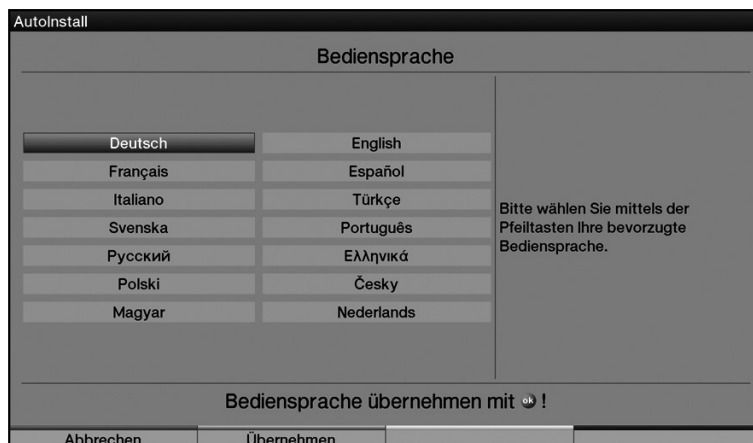 AutoInstall
Bediensprache
Deutsch English
Français Español
Italiano Türkçe
Svenska Português
Русский Ελληνικά
Polski Česky
Magyar Nederlands
Bitte wählen Sie mittels der
Pfeiltasten Ihre bevorzugte
Bediensprache.
Bediensprache übernehmen mit ok !
Abbrechen Übernehmen